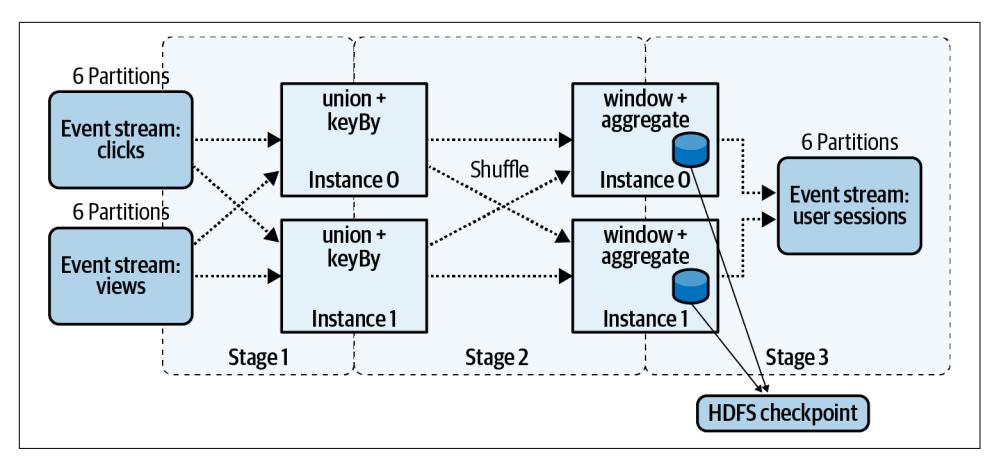 6 Partitions
Event stream:
clicks
6 Partitions
Event stream:
views
union +
keyBy
Instance 0
union +
keyBy
Instance 1
Shuffle
window +
aggregate
Instance 0
window +
aggregate
Instance 1
6 Partitions
Event stream:
user sessions
Stage 1
Stage 2
Stage 3
HDFS checkpoint